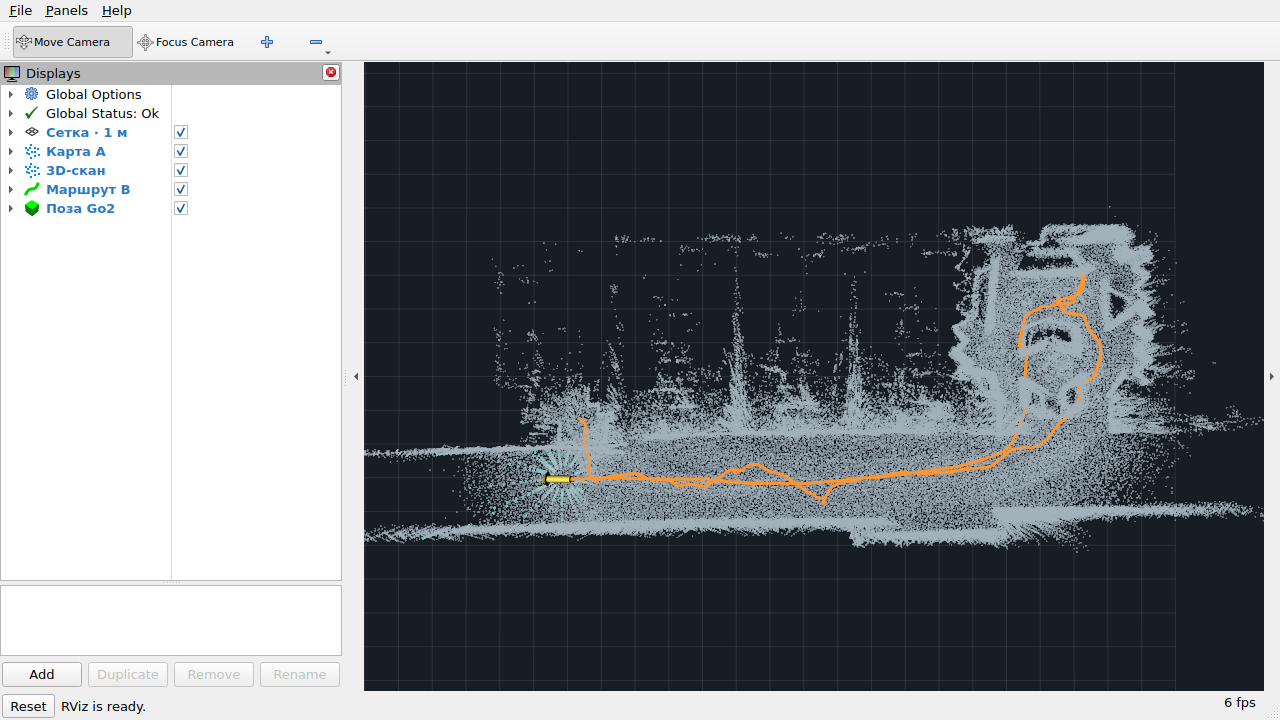 File Panels Help
Move Camera Focus Camera
Displays
Global Options
Global Status: Ok
Сетка · 1 м
Карта A
3D-скан
Маршрут B
Поза Go2
Add Duplicate Remove Rename
Reset RViz is ready. 6 fps